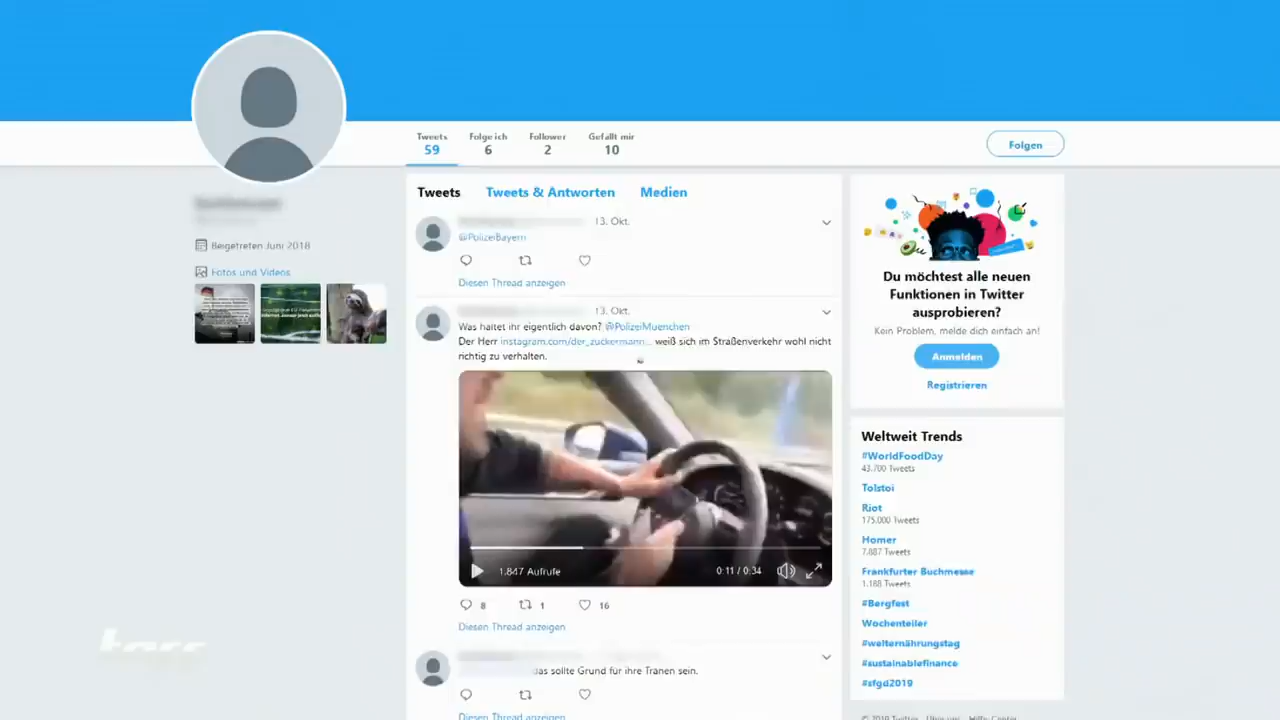 Tweets Folge ich Follower Gefällt mir
59 6 2 10
Folgen
Beigetreten Juni 2018
Fotos und Videos
Tweets Tweets & Antworten Medien
13. Okt.
@PolizeiBayern
Diesen Thread anzeigen
13. Okt.
Was haltet ihr eigentlich davon? @PolizeiMuenchen
Der Herr instagram.com/der_zuckermann... weiß sich im Straßenverkehr wohl nicht
richtig zu verhalten.
1.847 Aufrufe 0:11 / 0:34
8 1 16
Diesen Thread anzeigen
das sollte Grund für ihre Tränen sein.
Diesen Thread anzeigen
Du möchtest alle neuen
Funktionen in Twitter
ausprobieren?
Kein Problem, melde dich einfach an!
Anmelden
Registrieren
Weltweit Trends
#WorldFoodDay
43.700 Tweets
Tolstoi
Riot
175.000 Tweets
Homer
7.887 Tweets
Frankfurter Buchmesse
1.188 Tweets
#Bergfest
Wochenteiler
#welternährungstag
#sustainablefinance
#sfgd2019
© 2019 Twitter Über uns Hilfe-Center